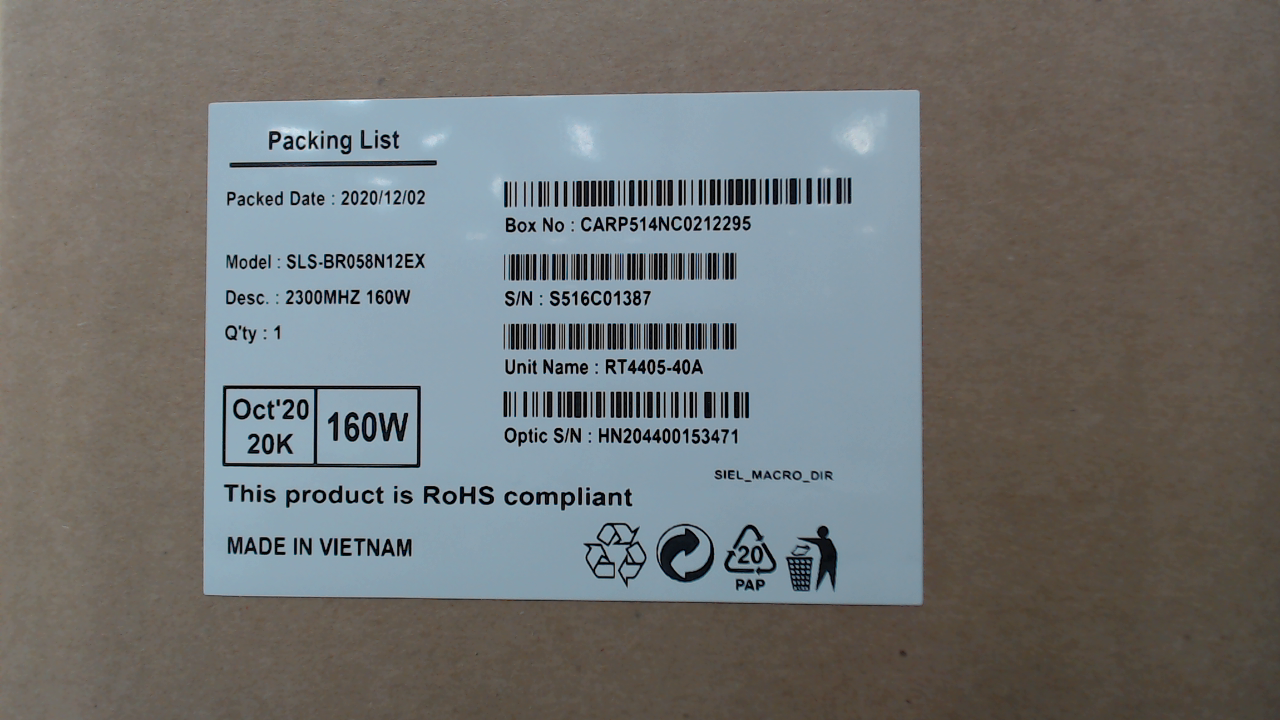 Packing List
Packed Date : 2020/12/02
Model : SLS-BR058N12EX
Desc. : 2300MHZ 160W
Q'ty : 1
Oct'20
20K
160W
Box No : CARP514NC0212295
S/N : S516C01387
Unit Name : RT4405-40A
Optic S/N : HN204400153471
SIEL_MACRO_DIR
This product is RoHS compliant
MADE IN VIETNAM
20
PAP